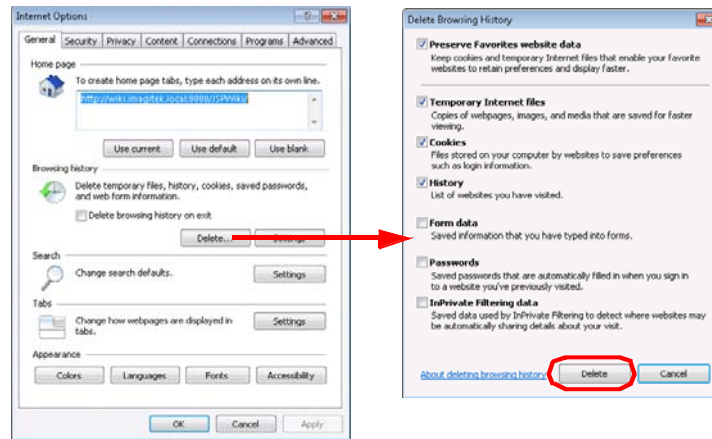 Internet Options
General Security Privacy Content Connections Programs Advanced
Home page
To create home page tabs, type each address on its own line.
http://wiki.imagitek.local:8080/JSPWiki/
Use current Use default Use blank
Browsing history
Delete temporary files, history, cookies, saved passwords,
and web form information.
Delete browsing history on exit
Delete... Settings
Search
Change search defaults.
Settings
Tabs
Change how webpages are displayed in
tabs.
Settings
Appearance
Colors Languages Fonts Accessibility
OK Cancel Apply
Delete Browsing History
Preserve Favorites website data
Keep cookies and temporary Internet files that enable your favorite
websites to retain preferences and display faster.
Temporary Internet files
Copies of webpages, images, and media that are saved for faster
viewing.
Cookies
Files stored on your computer by websites to save preferences
such as login information.
History
List of websites you have visited.
Form data
Saved information that you have typed into forms.
Passwords
Saved passwords that are automatically filled in when you sign in
to a website you've previously visited.
InPrivate Filtering data
Saved data used by InPrivate Filtering to detect where websites may
be automatically sharing details about your visit.
About deleting browsing history Delete Cancel